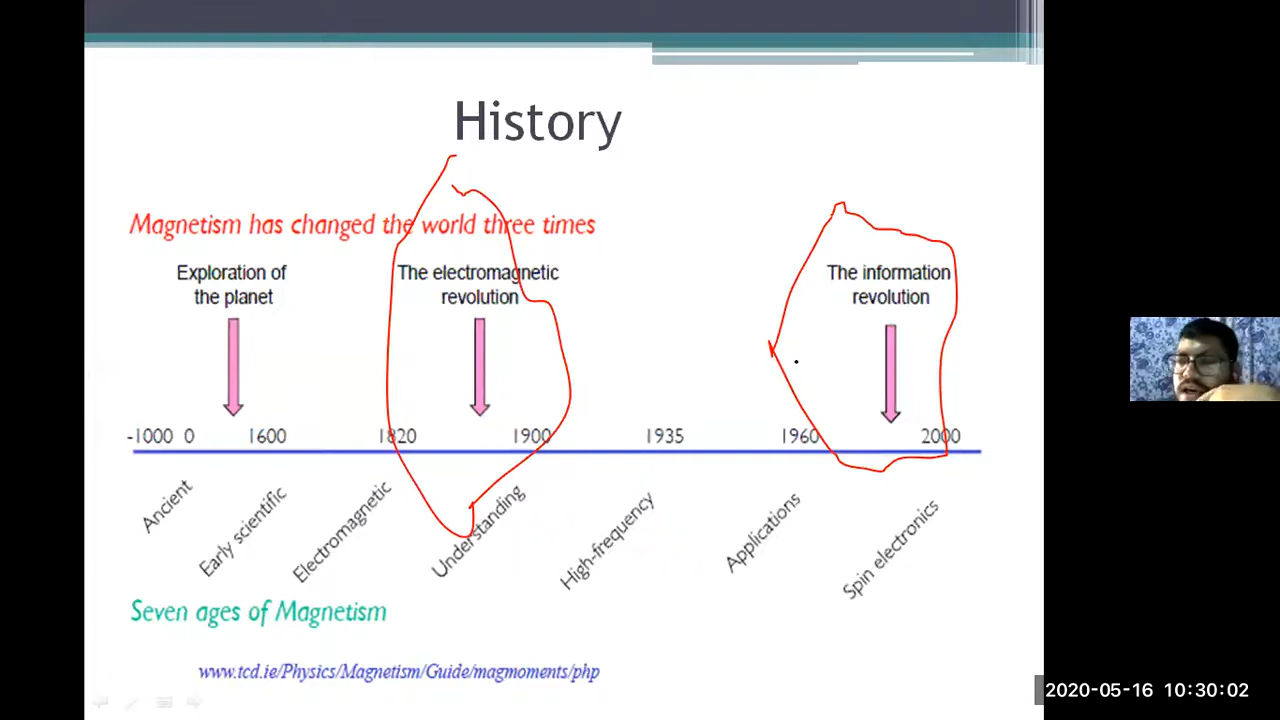 History
Magnetism has changed the world three times
Exploration of
the planet
The electromagnetic
revolution
The information
revolution
-1000 0 1600 1820 1900 1935 1960 2000
Ancient
Early scientific
Electromagnetic
Understanding
High-frequency
Applications
Spin electronics
Seven ages of Magnetism
www.tcd.ie/Physics/Magnetism/Guide/magmoments/php
2020-05-16 10:30:02